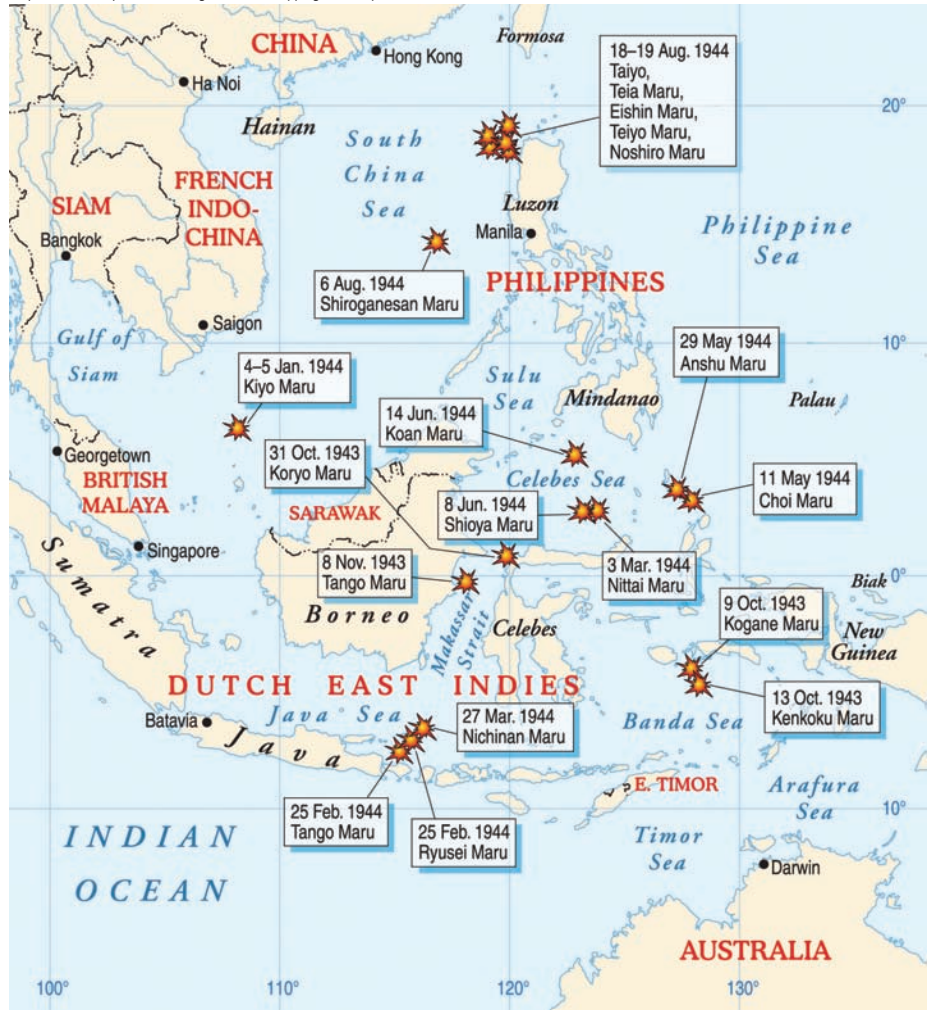 CHINA
Formosa
Hong Kong
Ha Noi
18–19 Aug. 1944
Taiyo,
Teia Maru,
Eishin Maru,
Teiyo Maru,
Noshiro Maru
20°
Hainan
South
China
Sea
FRENCH
INDO-
CHINA
SIAM
Bangkok
Luzon
Manila
Philippine
Sea
6 Aug. 1944
Shiroganesan Maru
PHILIPPINES
Saigon
Gulf of
Siam
10°
29 May 1944
Anshu Maru
4–5 Jan. 1944
Kiyo Maru
Sulu
Sea
Mindanao
Palau
14 Jun. 1944
Koan Maru
31 Oct. 1943
Koryo Maru
Georgetown
BRITISH
MALAYA
Celebes Sea
11 May 1944
Choi Maru
SARAWAK
8 Jun. 1944
Shioya Maru
Singapore
8 Nov. 1943
Tango Maru
3 Mar. 1944
Nittai Maru
0°
Biak
Sumatra
Borneo
Makassar
Strait
Celebes
9 Oct. 1943
Kogane Maru
New
Guinea
DUTCH EAST INDIES
13 Oct. 1943
Kenkoku Maru
Batavia
Java Sea
27 Mar. 1944
Nichinan Maru
Banda Sea
Java
E. TIMOR
Arafura
Sea
25 Feb. 1944
Tango Maru
25 Feb. 1944
Ryusei Maru
10°
INDIAN
OCEAN
Timor
Sea
Darwin
AUSTRALIA
100°
110°
120°
130°